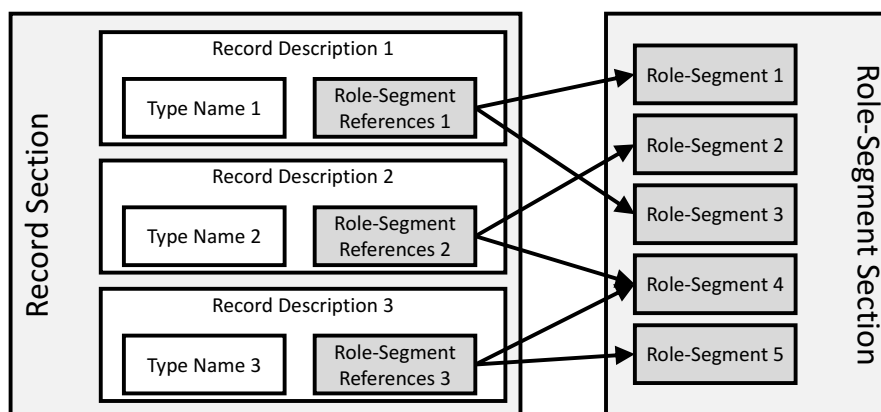 Record Section
Record Description 1
Type Name 1
Role-Segment
References 1
Record Description 2
Type Name 2
Role-Segment
References 2
Record Description 3
Type Name 3
Role-Segment
References 3
Role-Segment 1
Role-Segment 2
Role-Segment 3
Role-Segment 4
Role-Segment 5
Role-Segment Section